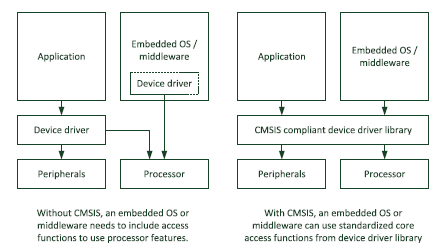 Application
Embedded OS /
middleware
Device driver
Device driver
Peripherals
Processor
Without CMSIS, an embedded OS or
middleware needs to include access
functions to use processor features.
Application
Embedded OS /
middleware
CMSIS compliant device driver library
Peripherals
Processor
With CMSIS, an embedded OS or
middleware can use standardized core
access functions from device driver library